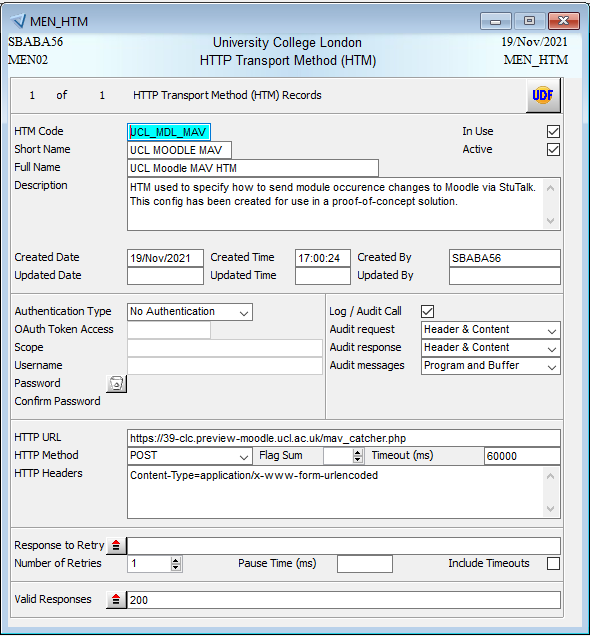 MEN_HTM
SBABA56 University College London 19/Nov/2021
MEN02 HTTP Transport Method (HTM) MEN_HTM
1 of 1 HTTP Transport Method (HTM) Records UDF
HTM Code UCL_MDL_MAV In Use
Short Name UCL MOODLE MAV Active
Full Name UCL Moodle MAV HTM
Description HTM used to specify how to send module occurence changes to Moodle via StuTalk.
This config has been created for use in a proof-of-concept solution.
Created Date 19/Nov/2021 Created Time 17:00:24 Created By SBABA56
Updated Date Updated Time Updated By
Authentication Type No Authentication Log / Audit Call
OAuth Token Access Audit request Header & Content
Scope Audit response Header & Content
Username Audit messages Program and Buffer
Password
Confirm Password
HTTP URL https://39-clc.preview-moodle.ucl.ac.uk/mav_catcher.php
HTTP Method POST Flag Sum Timeout (ms) 60000
HTTP Headers Content-Type=application/x-www-form-urlencoded
Response to Retry
Number of Retries 1 Pause Time (ms) Include Timeouts
Valid Responses 200